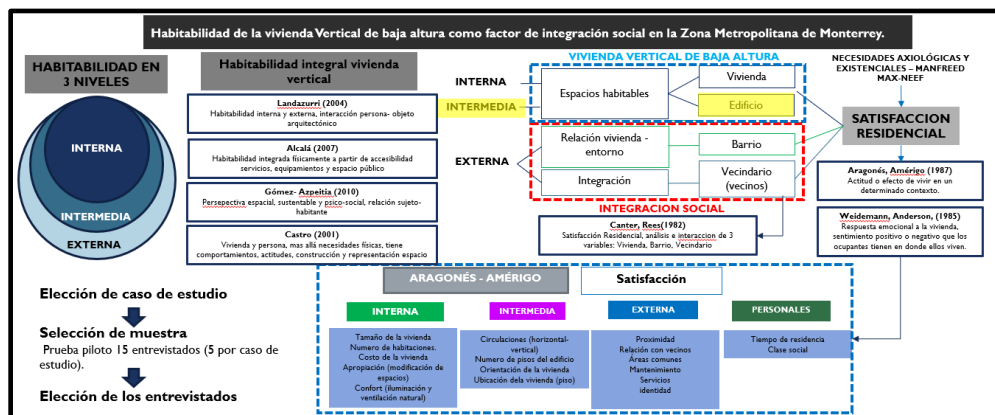 Habitabilidad de la vivienda Vertical de baja altura como factor de integración social en la Zona Metropolitana de Monterrey.
HABITABILIDAD EN
3 NIVELES
INTERNA
INTERMEDIA
EXTERNA
Habitabilidad integral vivienda
vertical
Landazurri (2004)
Habitabilidad interna y externa, interacción persona- objeto
arquitectónico
Alcalá (2007)
Habitabilidad integrada físicamente a partir de accesibilidad
servicios, equipamientos y espacio público
Gómez- Azpeitia (2010)
Persepectiva espacial, sustentable y psico-social, relación sujeto-
habitante
Castro (2001)
Vivienda y persona, mas allá necesidades físicas, tiene
comportamientos, actitudes, construcción y representación espacio
VIVIENDA VERTICAL DE BAJA ALTURA
INTERNA
INTERMEDIA
EXTERNA
Espacios habitables
Vivienda
Edificio
Relación vivienda -
entorno
Barrio
Integración
Vecindario
(vecinos)
INTEGRACION SOCIAL
Canter, Rees(1982)
Satisfacción Residencial, análisis e interaccion de 3
variables: Vivienda, Barrio, Vecindario
NECESIDADES AXIOLÓGICAS Y
EXISTENCIALES – MANFREED
MAX-NEEF
SATISFACCION
RESIDENCIAL
Aragonés, Amérigo (1987)
Actitud o efecto de vivir en un
determinado contexto.
Weidemann, Anderson, (1985)
Respuesta emocional a la vivienda,
sentimiento positivo o negativo que los
ocupantes tienen en donde ellos viven.
Elección de caso de estudio
Selección de muestra
Prueba piloto 15 entrevistados (5 por caso de
estudio).
Elección de los entrevistados
ARAGONÉS - AMÉRIGO
Satisfacción
INTERNA
Tamaño de la vivienda
Numero de habitaciones.
Costo de la vivienda
Apropiación (modificación de
espacios)
Confort (iluminación y
ventilación natural)
INTERMEDIA
Circulaciones (horizontal-
vertical)
Numero de pisos del edificio
Orientación de la vivienda
Ubicación dela vivienda (piso)
EXTERNA
Proximidad
Relación con vecinos
Áreas comunes
Mantenimiento
Servicios
identidad
PERSONALES
Tiempo de residencia
Clase social